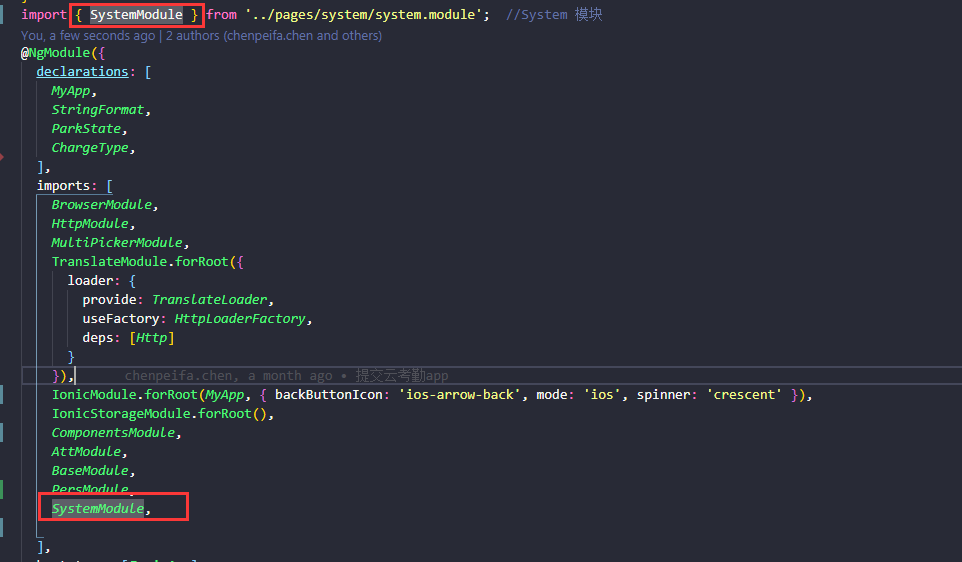 import { SystemModule } from '../pages/system/system.module';  //System 模块
You, a few seconds ago | 2 authors (chenpeifa.chen and others)
@NgModule({
  declarations: [
    MyApp,
    StringFormat,
    ParkState,
    ChargeType,
  ],
  imports: [
    BrowserModule,
    HttpModule,
    MultiPickerModule,
    TranslateModule.forRoot({
      loader: {
        provide: TranslateLoader,
        useFactory: HttpLoaderFactory,
        deps: [Http]
      }
    }),      chenpeifa.chen, a month ago • 提交云考勤app
    IonicModule.forRoot(MyApp, { backButtonIcon: 'ios-arrow-back', mode: 'ios', spinner: 'crescent' }),
    IonicStorageModule.forRoot(),
    ComponentsModule,
    AttModule,
    BaseModule,
    PersModule,
    SystemModule,
  ],